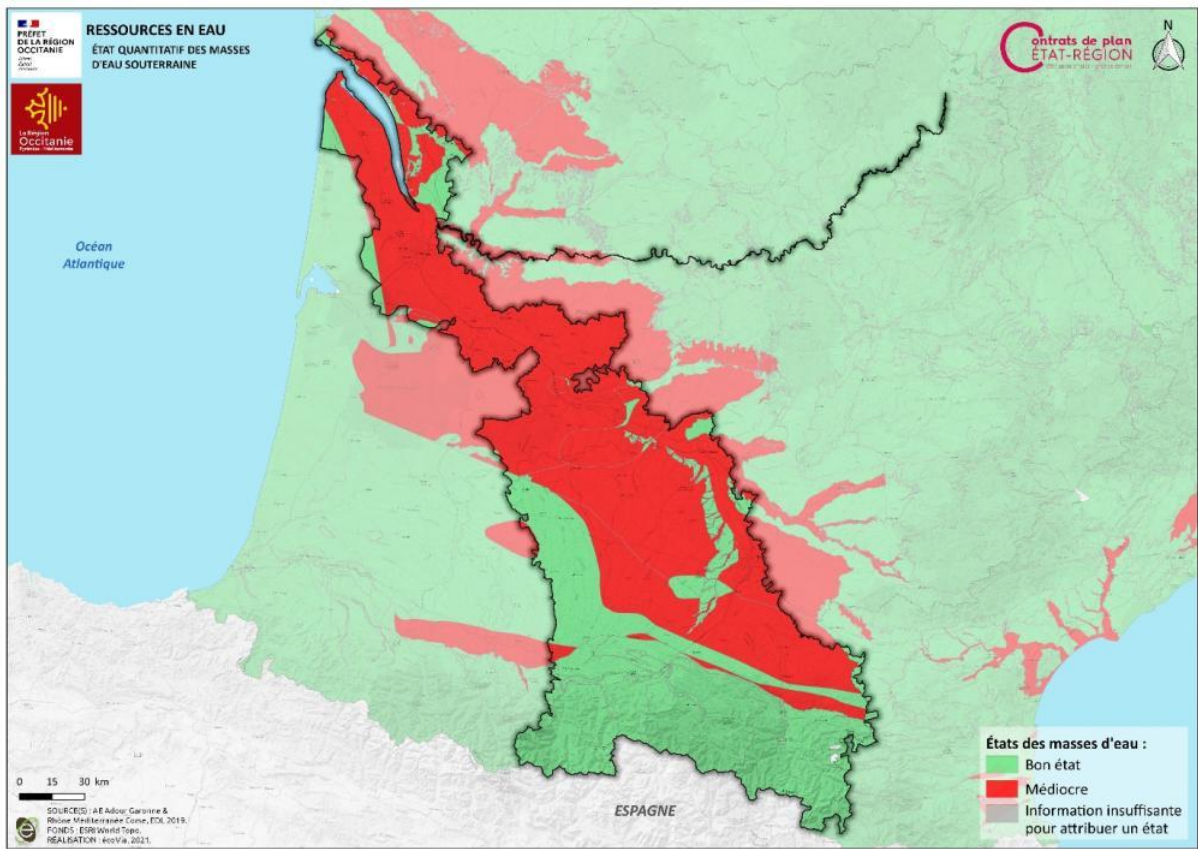 PRÉFET
DE LA RÉGION
OCCITANIE
RESSOURCES EN EAU
ÉTAT QUANTITATIF DES MASSES
D'EAU SOUTERRAINE
La Région
Occitanie
Pyrénées - Méditerranée
Contrats de plan
ÉTAT-RÉGION
N
Océan
Atlantique
ESPAGNE
États des masses d'eau :
Bon état
Médiocre
Information insuffisante
pour attribuer un état
0 15 30 km
SOURCE(S) : AE Adour Garonne &
Rhône Méditerranée Corse, EDL 2019.
FONDS : ESRI World Topo.
RÉALISATION : écoVia, 2021.